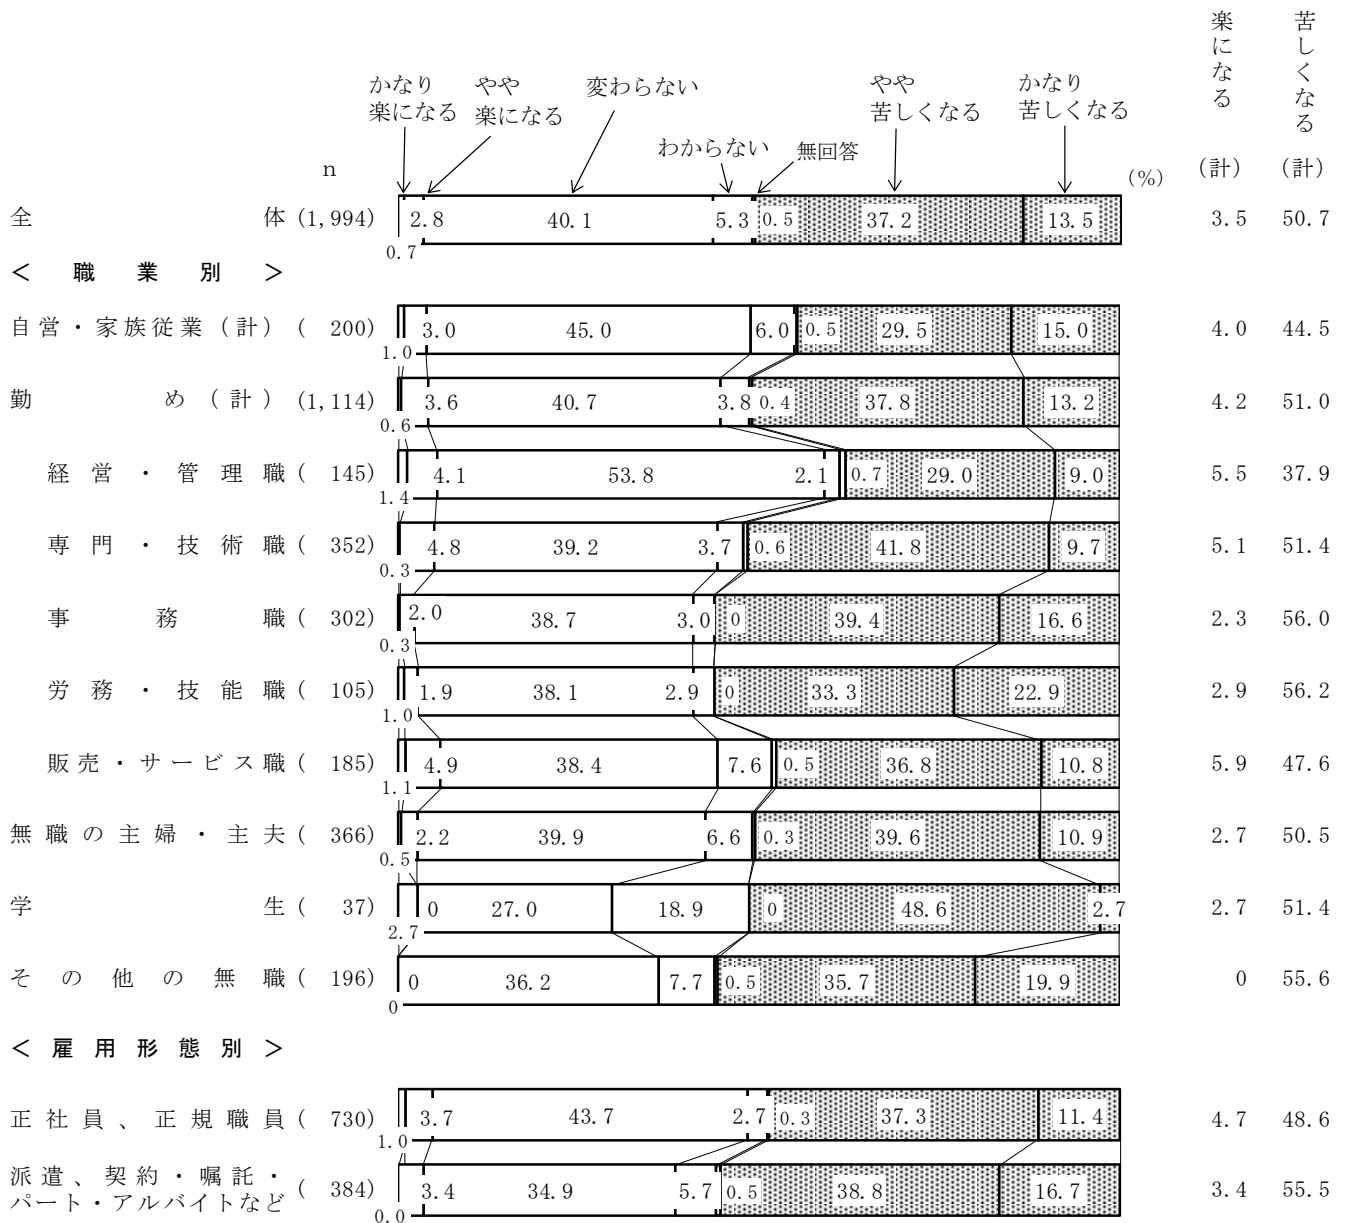 かなり
楽になる
やや
楽になる
変わらない
わからない
無回答
やや
苦しくなる
かなり
苦しくなる
楽になる
（計）
苦しくなる
（計）
n
(%)
全体 (1,994) 0.7 2.8 40.1 5.3 0.5 37.2 13.5 3.5 50.7
＜職業別＞
自営・家族従業（計） ( 200) 1.0 3.0 45.0 6.0 0.5 29.5 15.0 4.0 44.5
勤め（計） (1,114) 0.6 3.6 40.7 3.8 0.4 37.8 13.2 4.2 51.0
経営・管理職 ( 145) 1.4 4.1 53.8 2.1 0.7 29.0 9.0 5.5 37.9
専門・技術職 ( 352) 0.3 4.8 39.2 3.7 0.6 41.8 9.7 5.1 51.4
事務職 ( 302) 0.3 2.0 38.7 3.0 0 39.4 16.6 2.3 56.0
労務・技能職 ( 105) 1.0 1.9 38.1 2.9 0 33.3 22.9 2.9 56.2
販売・サービス職 ( 185) 1.1 4.9 38.4 7.6 0.5 36.8 10.8 5.9 47.6
無職の主婦・主夫 ( 366) 0.5 2.2 39.9 6.6 0.3 39.6 10.9 2.7 50.5
学生 ( 37) 2.7 0 27.0 18.9 0 48.6 2.7 2.7 51.4
その他の無職 ( 196) 0 0 36.2 7.7 0.5 35.7 19.9 0 55.6
＜雇用形態別＞
正社員、正規職員 ( 730) 1.0 3.7 43.7 2.7 0.3 37.3 11.4 4.7 48.6
派遣、契約・嘱託・
パート・アルバイトなど ( 384) 0.0 3.4 34.9 5.7 0.5 38.8 16.7 3.4 55.5